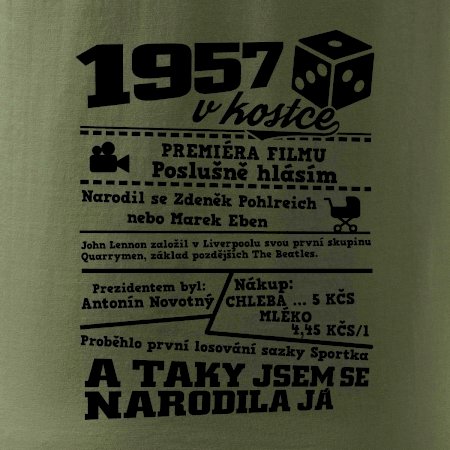 1957
v kostce
PREMIÉRA FILMU
Poslušně hlásím
Narodil se Zdeněk Pohlreich
nebo Marek Eben
John Lennon založil v Liverpoolu svou první skupinu
Quarrymen, základ pozdějších The Beatles.
Prezidentem byl:
Antonín Novotný
Nákup:
CHLEBA ... 5 KČS
MLÉKO
4,45 KČS/l
Proběhlo první losování sazky Sportka
A TAKY JSEM SE
NARODILA JÁ